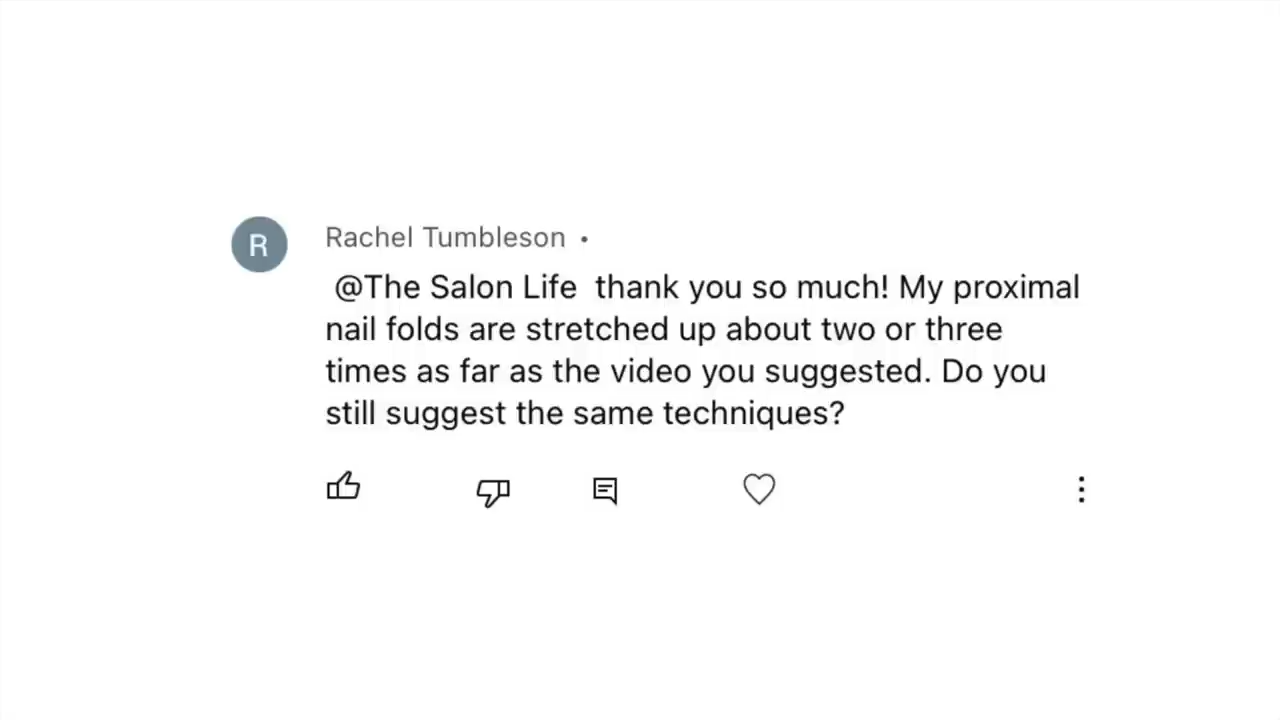 R
Rachel Tumbleson •
@The Salon Life thank you so much! My proximal
nail folds are stretched up about two or three
times as far as the video you suggested. Do you
still suggest the same techniques?